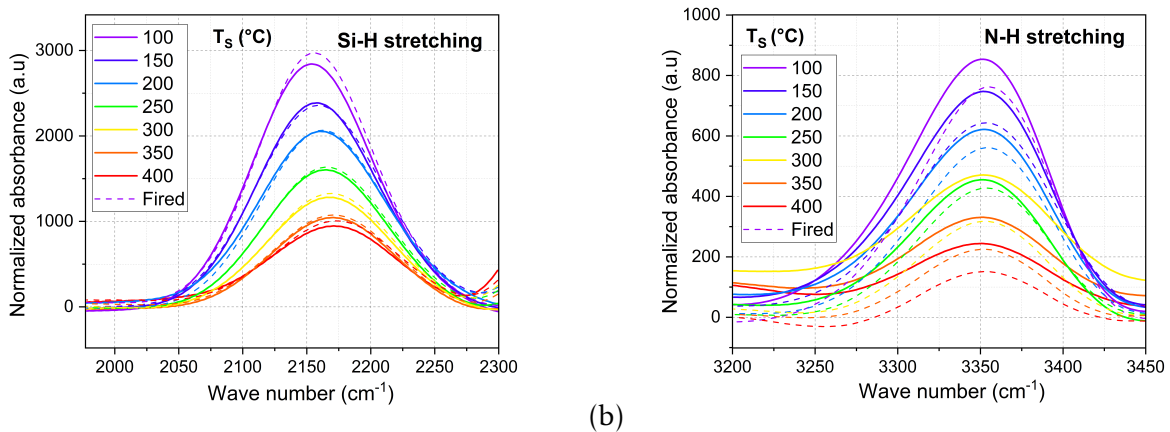 T_S (°C)
Si-H stretching
100
150
200
250
300
350
400
Fired
Normalized absorbance (a.u)
3000
2000
1000
0
2000 2050 2100 2150 2200 2250 2300
Wave number (cm⁻¹)
T_S (°C)
N-H stretching
100
150
200
250
300
350
400
Fired
Normalized absorbance (a.u)
1000
800
600
400
200
0
3200 3250 3300 3350 3400 3450
Wave number (cm⁻¹)
(b)